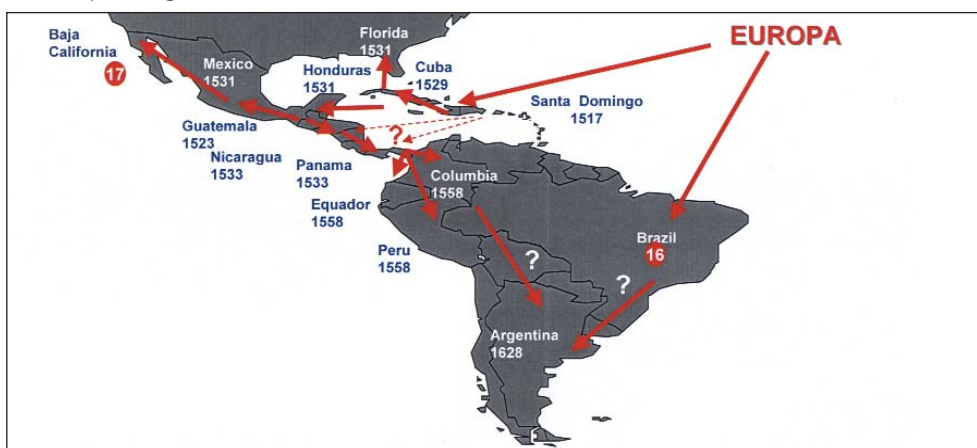 EUROPA
Baja
California
17
Mexico
1531
Florida
1531
Honduras
1531
Cuba
1529
Santa Domingo
1517
Guatemala
1523
Nicaragua
1533
Panama
1533
?
Columbia
1558
Equador
1558
Peru
1558
Brazil
16
?
?
Argentina
1628